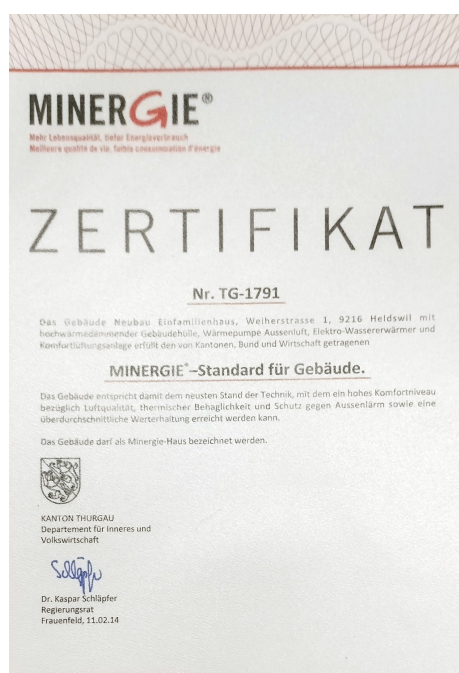 MINERGIE®
Mehr Lebensqualität, tiefer Energieverbrauch
Meilleure qualité de vie, faible consommation d'énergie
ZERTIFIKAT
Nr. TG-1791
Das Gebäude Neubau Einfamilienhaus, Weiherstrasse 1, 9216 Heldswil mit
hochwärmedämmender Gebäudehülle, Wärmepumpe Aussenluft, Elektro-Wassererwärmer und
Komfortlüftungsanlage erfüllt den von Kantonen, Bund und Wirtschaft getragenen
MINERGIE®–Standard für Gebäude.
Das Gebäude entspricht damit dem neusten Stand der Technik, mit dem ein hohes Komfortniveau
bezüglich Luftqualität, thermischer Behaglichkeit und Schutz gegen Aussenlärm sowie eine
überdurchschnittliche Werterhaltung erreicht werden kann.
Das Gebäude darf als Minergie-Haus bezeichnet werden.
KANTON THURGAU
Departement für Inneres und
Volkswirtschaft
Schläpfer
Dr. Kaspar Schläpfer
Regierungsrat
Frauenfeld, 11.02.14